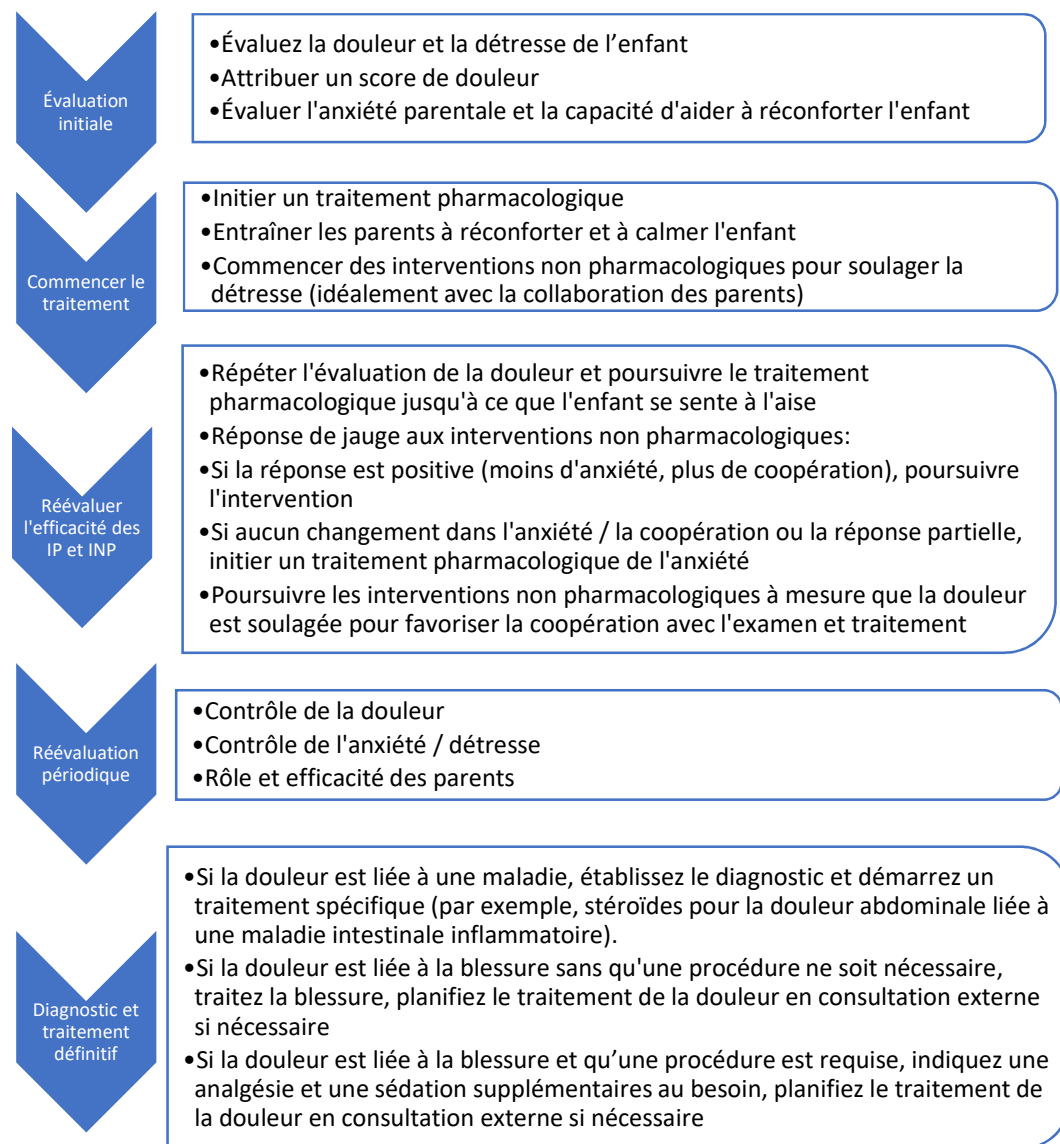 Évaluation
initiale
•Évaluez la douleur et la détresse de l’enfant
•Attribuer un score de douleur
•Évaluer l'anxiété parentale et la capacité d'aider à réconforter l'enfant
Commencer le
traitement
•Initier un traitement pharmacologique
•Entraîner les parents à réconforter et à calmer l'enfant
•Commencer des interventions non pharmacologiques pour soulager la
détresse (idéalement avec la collaboration des parents)
Réévaluer
l'efficacité des
IP et INP
•Répéter l'évaluation de la douleur et poursuivre le traitement
pharmacologique jusqu'à ce que l'enfant se sente à l'aise
•Réponse de jauge aux interventions non pharmacologiques:
•Si la réponse est positive (moins d'anxiété, plus de coopération), poursuivre
l'intervention
•Si aucun changement dans l'anxiété / la coopération ou la réponse partielle,
initier un traitement pharmacologique de l'anxiété
•Poursuivre les interventions non pharmacologiques à mesure que la douleur
est soulagée pour favoriser la coopération avec l'examen et traitement
Réévaluation
périodique
•Contrôle de la douleur
•Contrôle de l'anxiété / détresse
•Rôle et efficacité des parents
Diagnostic et
traitement
définitif
•Si la douleur est liée à une maladie, établissez le diagnostic et démarrez un
traitement spécifique (par exemple, stéroïdes pour la douleur abdominale liée à
une maladie intestinale inflammatoire).
•Si la douleur est liée à la blessure sans qu'une procédure ne soit nécessaire,
traitez la blessure, planifiez le traitement de la douleur en consultation externe
si nécessaire
•Si la douleur est liée à la blessure et qu’une procédure est requise, indiquez une
analgésie et une sédation supplémentaires au besoin, planifiez le traitement de
la douleur en consultation externe si nécessaire